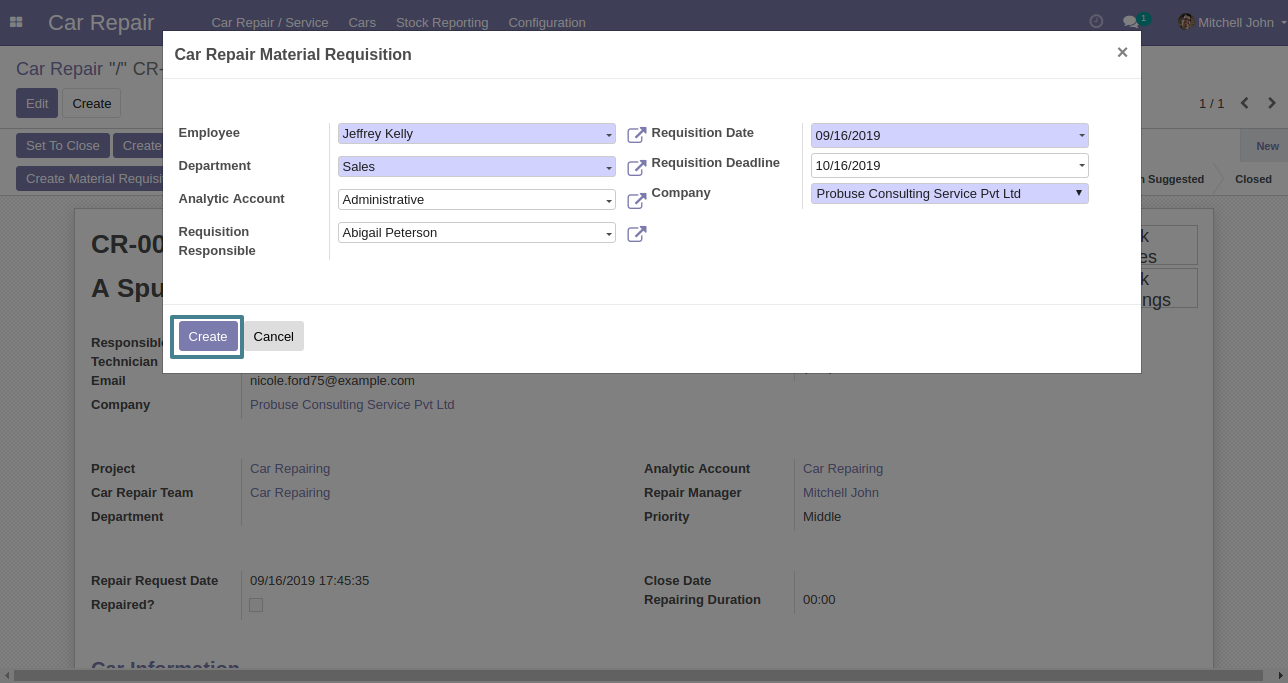 Car Repair
Car Repair / Service
Cars
Stock Reporting
Configuration
1
Mitchell John
Car Repair "/" CR-
Edit
Create
1 / 1
Set To Close
Create
New
Create Material Requisi
Suggested
Closed
Car Repair Material Requisition
×
Employee
Jeffrey Kelly
Department
Sales
Analytic Account
Administrative
Requisition
Responsible
Abigail Peterson
Requisition Date
09/16/2019
Requisition Deadline
10/16/2019
Company
Probuse Consulting Service Pvt Ltd
Create
Cancel
CR-00
A Spu
k
es
k
ngs
Responsible
Technician
Email
nicole.ford75@example.com
Company
Probuse Consulting Service Pvt Ltd
Project
Car Repairing
Analytic Account
Car Repairing
Car Repair Team
Car Repairing
Repair Manager
Mitchell John
Department
Priority
Middle
Repair Request Date
09/16/2019 17:45:35
Close Date
Repaired?
Repairing Duration
00:00
Car Information